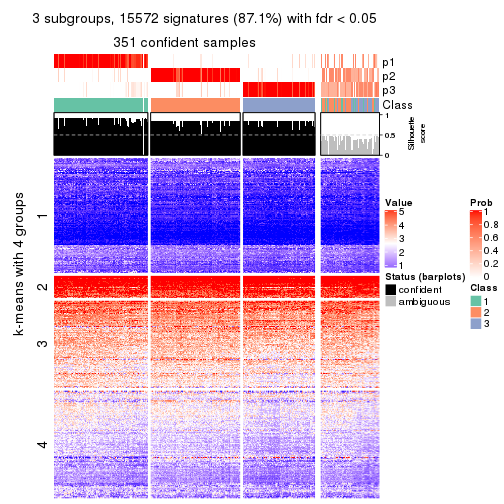 3 subgroups, 15572 signatures (87.1%) with fdr < 0.05
351 confident samples
p1
p2
p3
Class
1
0.5
0
Silhouette
score
k-means with 4 groups
1
2
3
4
Value
5
4
3
2
1
Status (barplots)
confident
ambiguous
Prob
1
0.8
0.6
0.4
0.2
0
Class
1
2
3